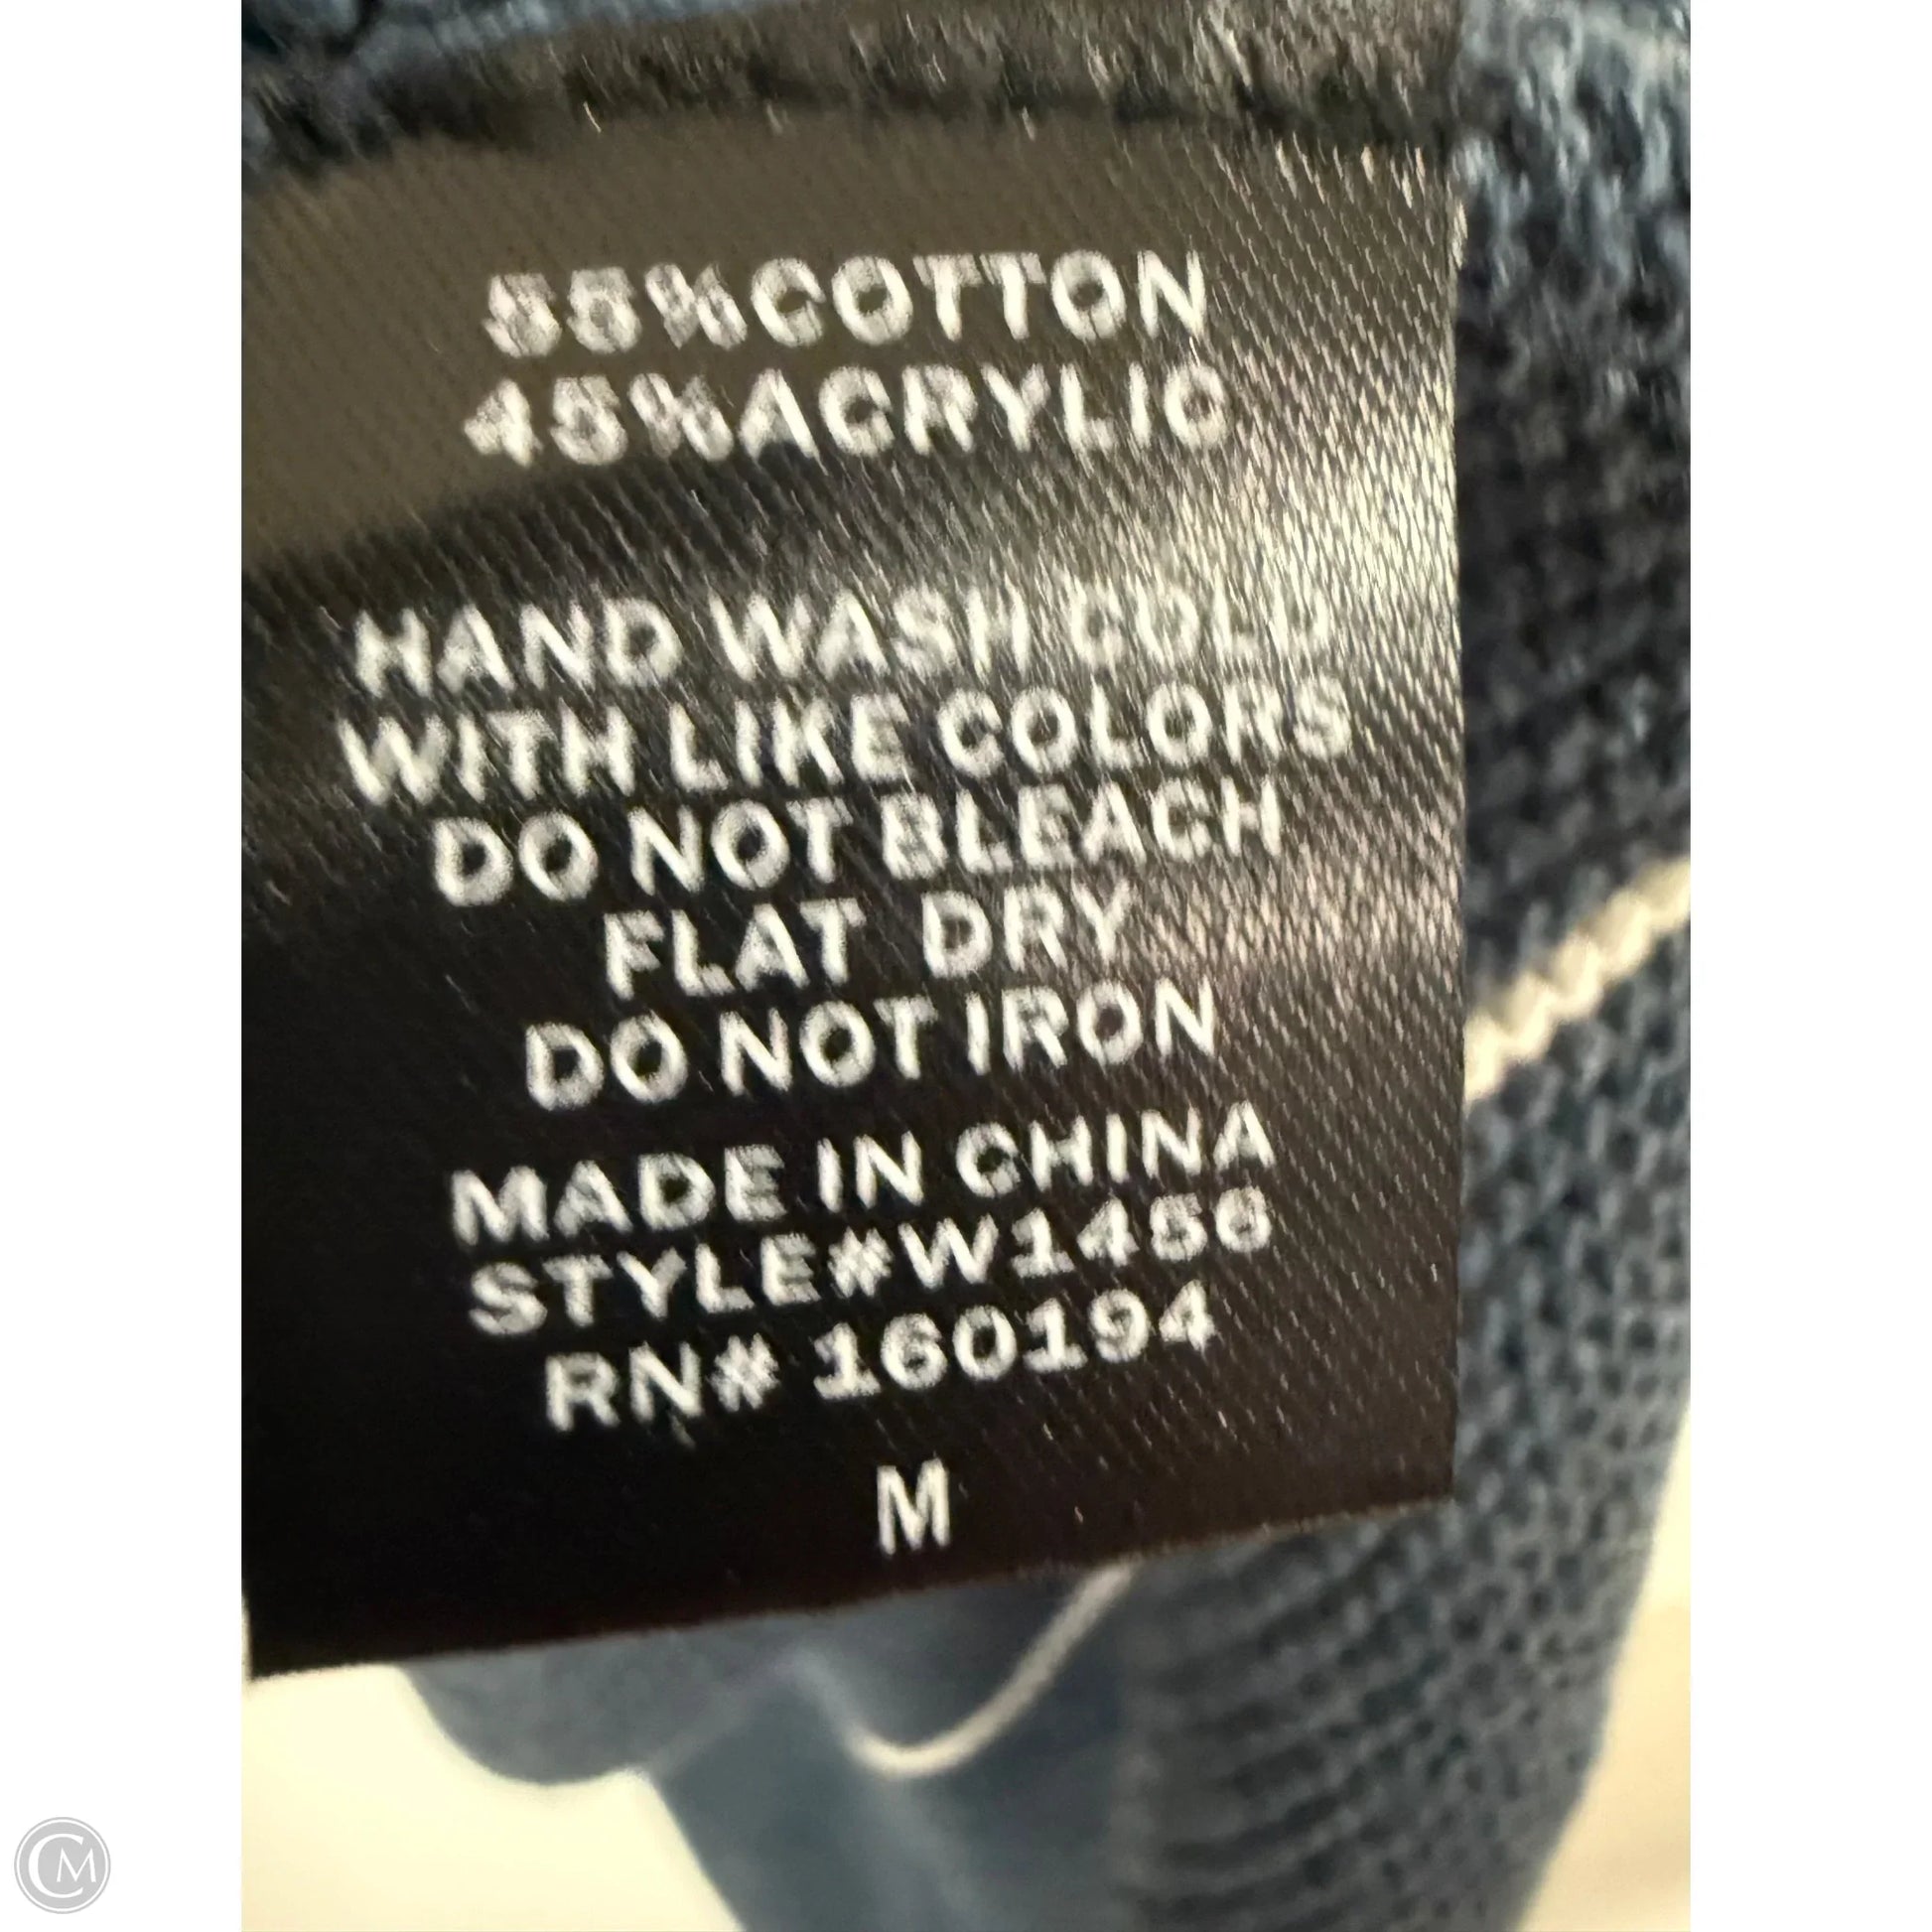 55%COTTON
45%ACRYLIC
HAND WASH COLD
WITH LIKE COLORS
DO NOT BLEACH
FLAT DRY
DO NOT IRON
MADE IN CHINA
STYLE#W1456
RN# 160194
M
CM